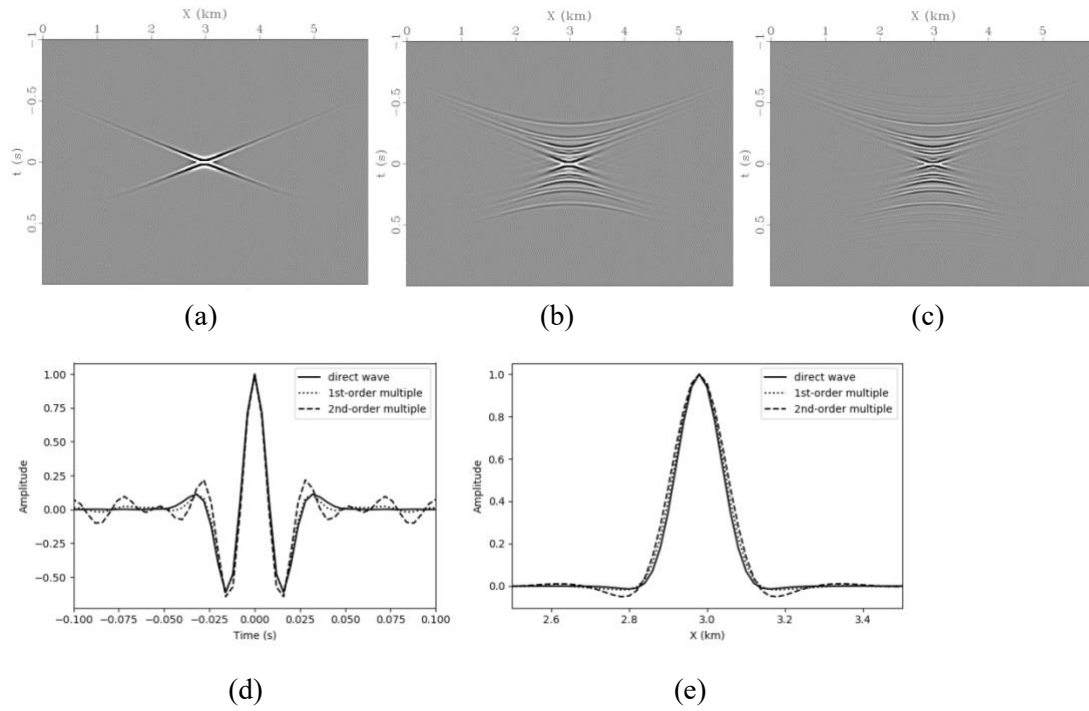 X (km)
0 1 2 3 4 5
t (s)
-1 -0.5 0 0.5
X (km)
0 1 2 3 4 5
t (s)
-1 -0.5 0 0.5
X (km)
0 1 2 3 4 5
t (s)
-1 -0.5 0 0.5
(a)
(b)
(c)
1.00
0.75
0.50
0.25
0.00
−0.25
−0.50
Amplitude
direct wave
1st-order multiple
2nd-order multiple
−0.100 −0.075 −0.050 −0.025 0.000 0.025 0.050 0.075 0.100
Time (s)
1.0
0.8
0.6
0.4
0.2
0.0
Amplitude
direct wave
1st-order multiple
2nd-order multiple
2.6 2.8 3.0 3.2 3.4
X (km)
(d)
(e)